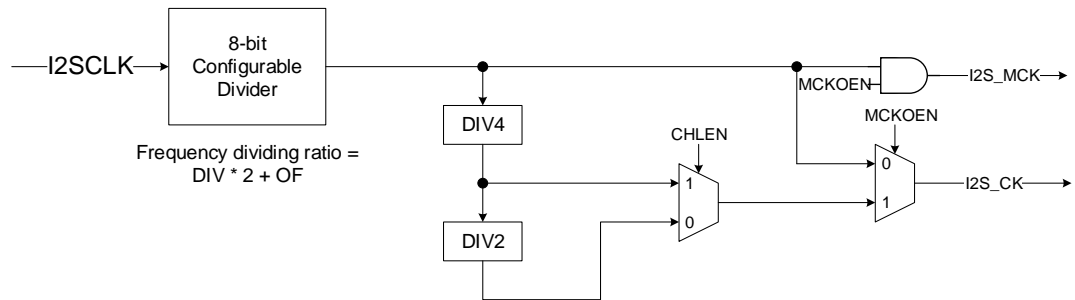 I2SCLK
8-bit
Configurable
Divider
Frequency dividing ratio =
DIV * 2 + OF
DIV4
DIV2
CHLEN
1
0
MCKOEN
I2S_MCK
MCKOEN
0
1
I2S_CK